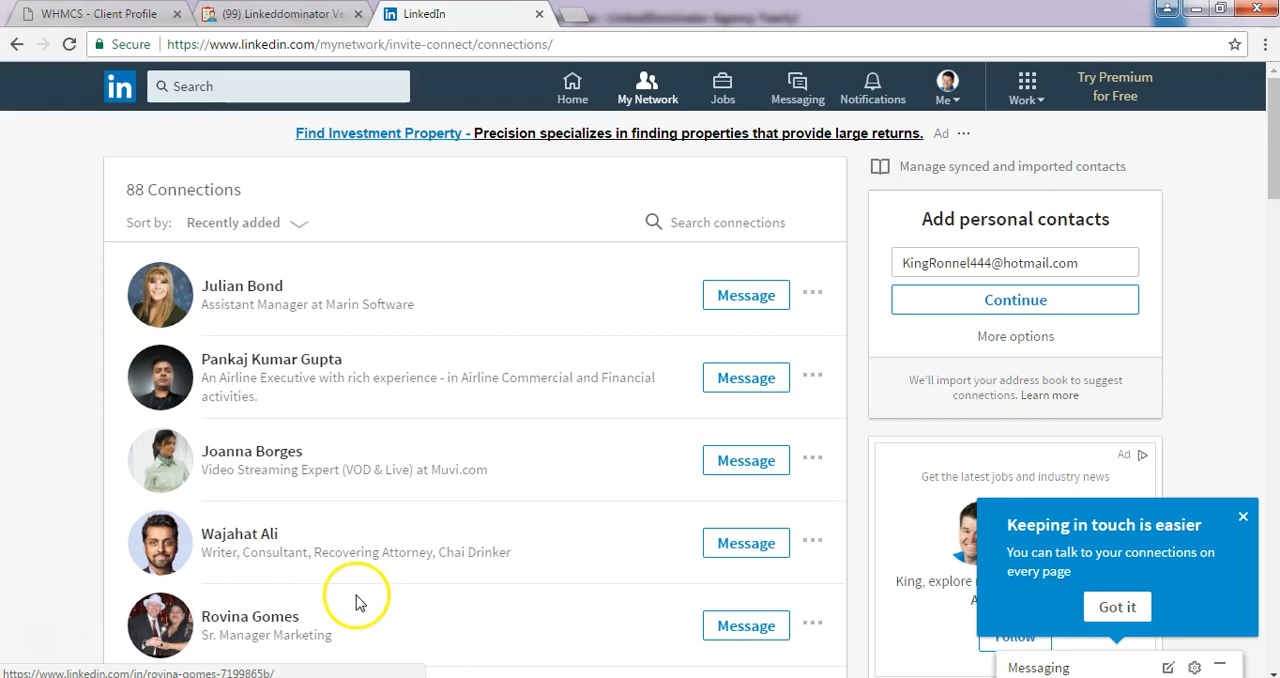 WHMCS - Client Profile
(99) Linkeddominator Ve
LinkedIn
LinkedDominator Agency Yearly!
Secure
https://www.linkedin.com/mynetwork/invite-connect/connections/
in
Search
Home
My Network
Jobs
Messaging
Notifications
Me
Work
Try Premium
for Free
Find Investment Property - Precision specializes in finding properties that provide large returns. Ad ...
88 Connections
Sort by: Recently added
Search connections
Julian Bond
Assistant Manager at Marin Software
Message
Pankaj Kumar Gupta
An Airline Executive with rich experience - in Airline Commercial and Financial
activities.
Message
Joanna Borges
Video Streaming Expert (VOD & Live) at Muvi.com
Message
Wajahat Ali
Writer, Consultant, Recovering Attorney, Chai Drinker
Message
Rovina Gomes
Sr. Manager Marketing
Message
Manage synced and imported contacts
Add personal contacts
KingRonnel444@hotmail.com
Continue
More options
We'll import your address book to suggest
connections. Learn more
Ad
Get the latest jobs and industry news
King, explore
Follow
Keeping in touch is easier
You can talk to your connections on
every page
Got it
Messaging
https://www.linkedin.com/in/rovina-gomes-7199865b/